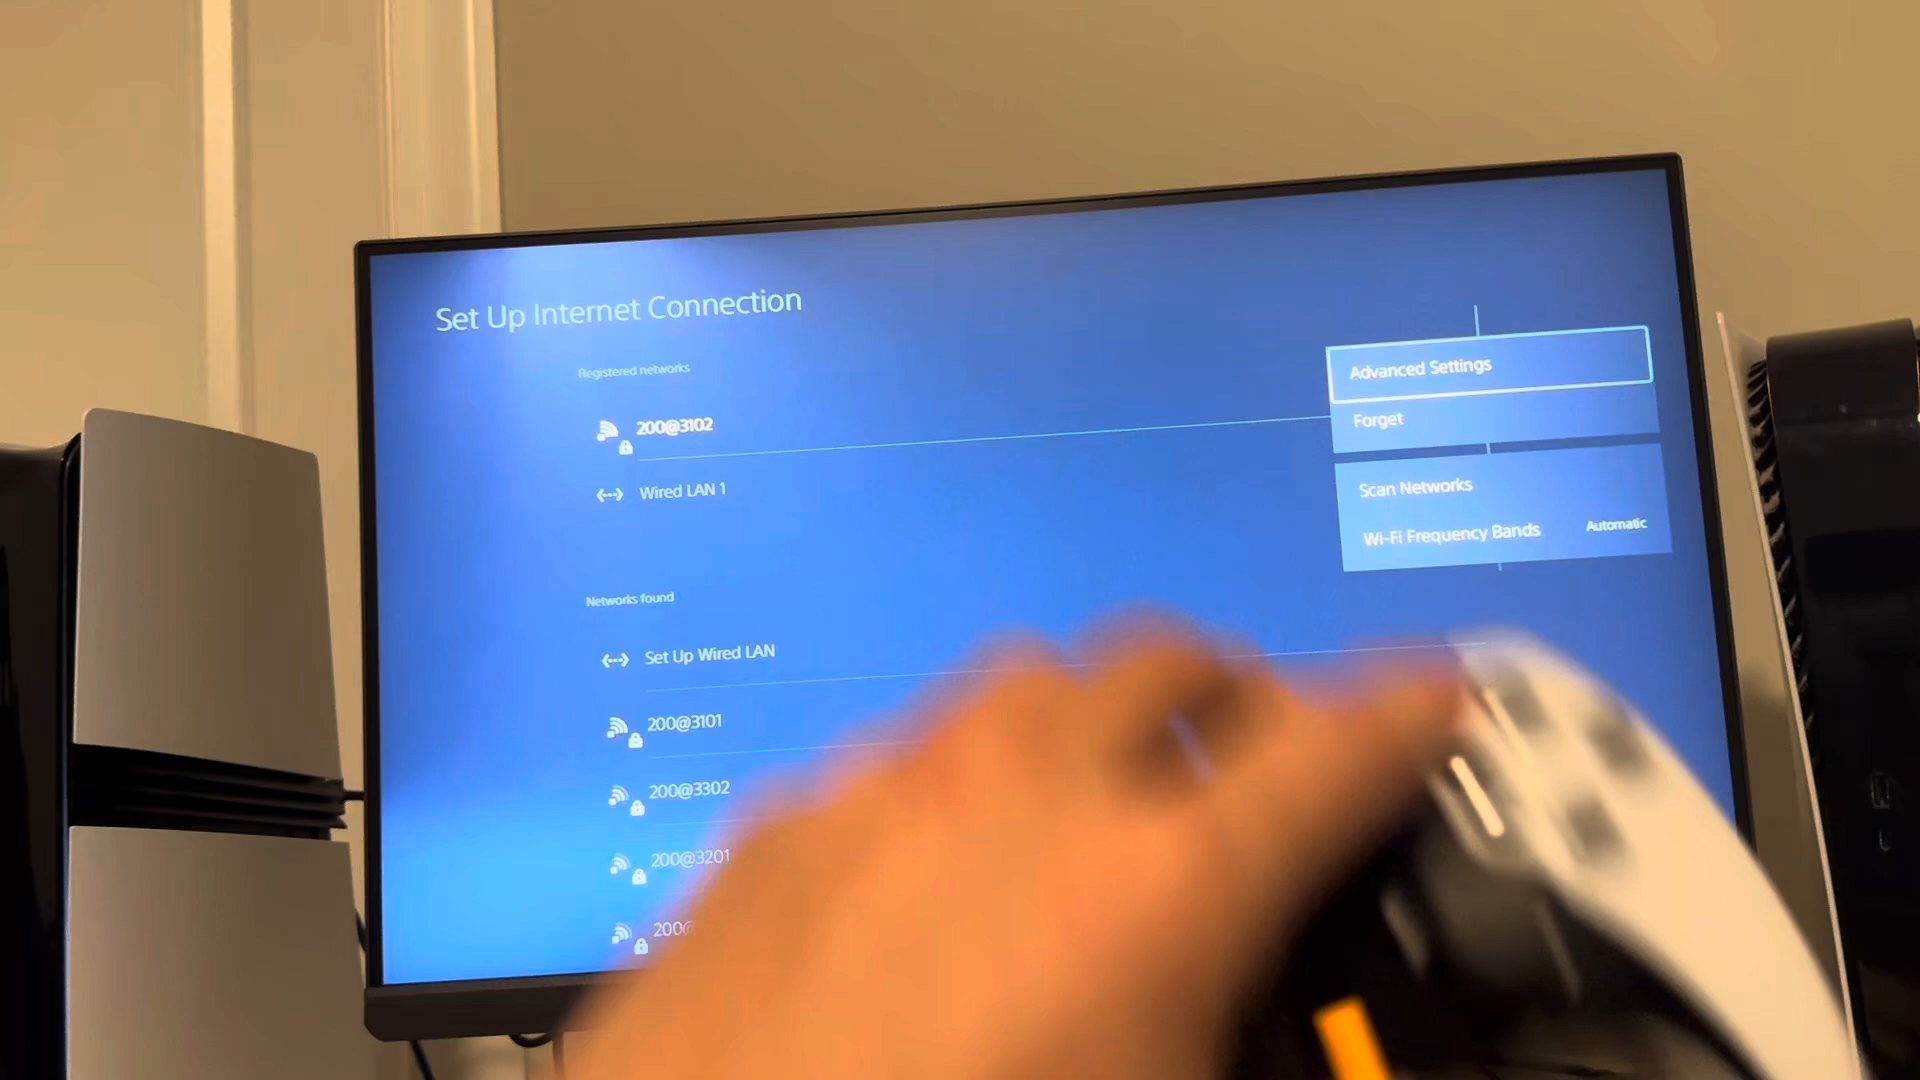 Set Up Internet Connection
Registered networks
200@3102
Wired LAN 1
Advanced Settings
Forget
Scan Networks
Wi-Fi Frequency Bands Automatic
Networks found
Set Up Wired LAN
200@3101
200@3302
200@3201